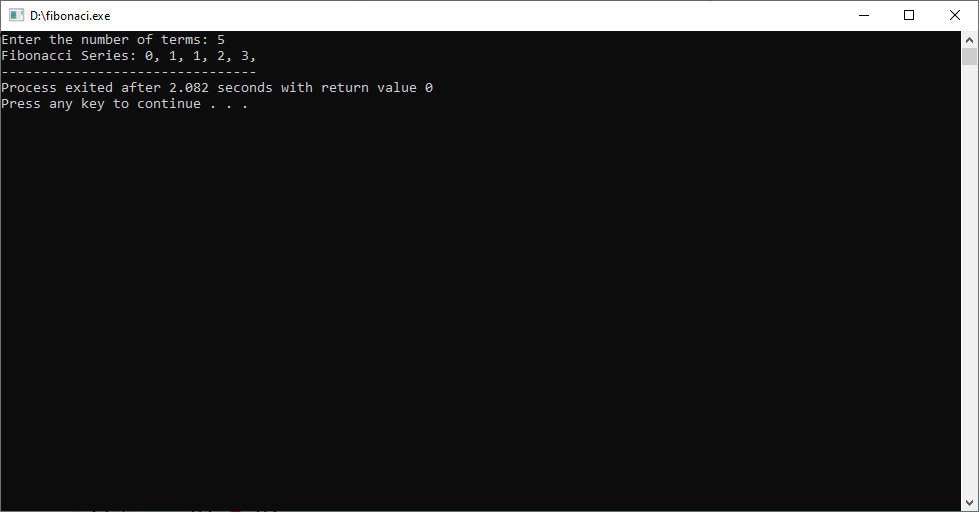 D:\fibonaci.exe
Enter the number of terms: 5
Fibonacci Series: 0, 1, 1, 2, 3,
--------------------------------
Process exited after 2.082 seconds with return value 0
Press any key to continue . . .